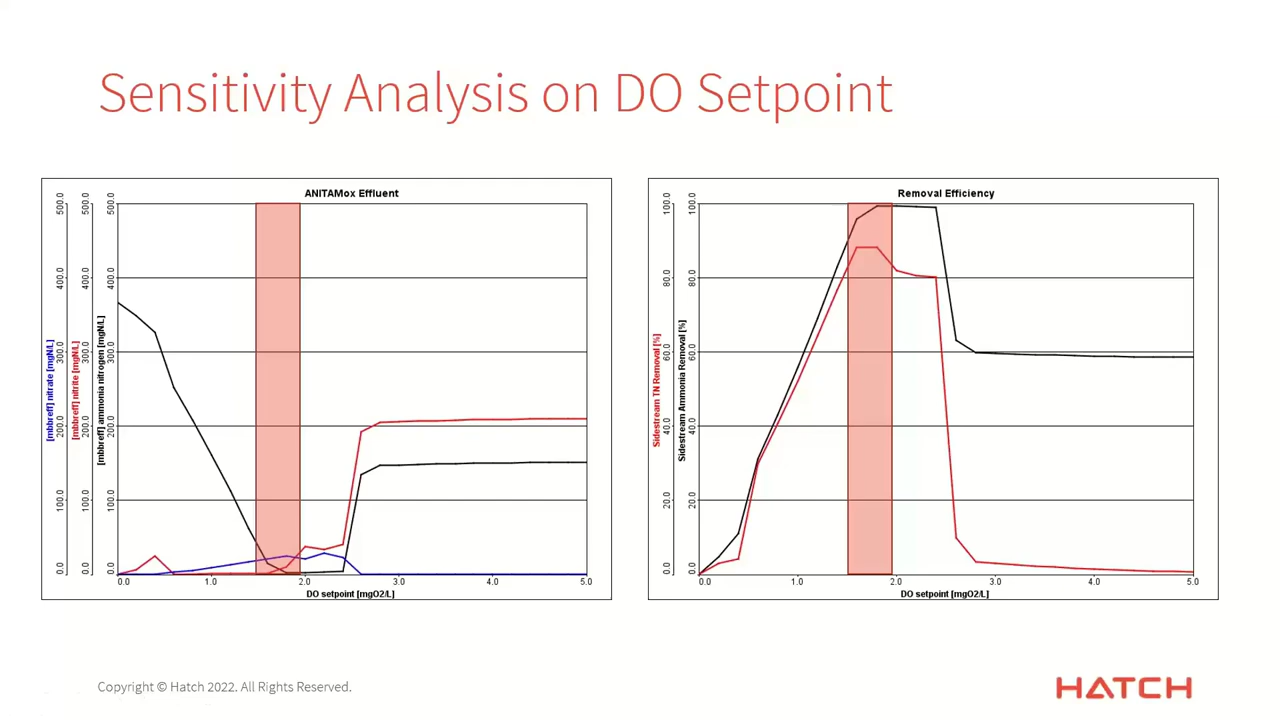 Sensitivity Analysis on DO Setpoint
ANITAMox Effluent
500.0 500.0 500.0
400.0 400.0 400.0
300.0 300.0 300.0
200.0 200.0 200.0
100.0 100.0 100.0
0.0 0.0 0.0
[mbbreff] nitrate [mgN/L]
[mbbreff] nitrite [mgN/L]
[mbbreff] ammonia nitrogen [mgN/L]
0.0 1.0 2.0 3.0 4.0 5.0
DO setpoint [mgO2/L]
Removal Efficiency
100.0 100.0
80.0 80.0
60.0 60.0
40.0 40.0
20.0 20.0
0.0 0.0
Sidestream TN Removal [%]
Sidestream Ammonia Removal [%]
0.0 1.0 2.0 3.0 4.0 5.0
DO setpoint [mgO2/L]
Copyright © Hatch 2022. All Rights Reserved.
HATCH